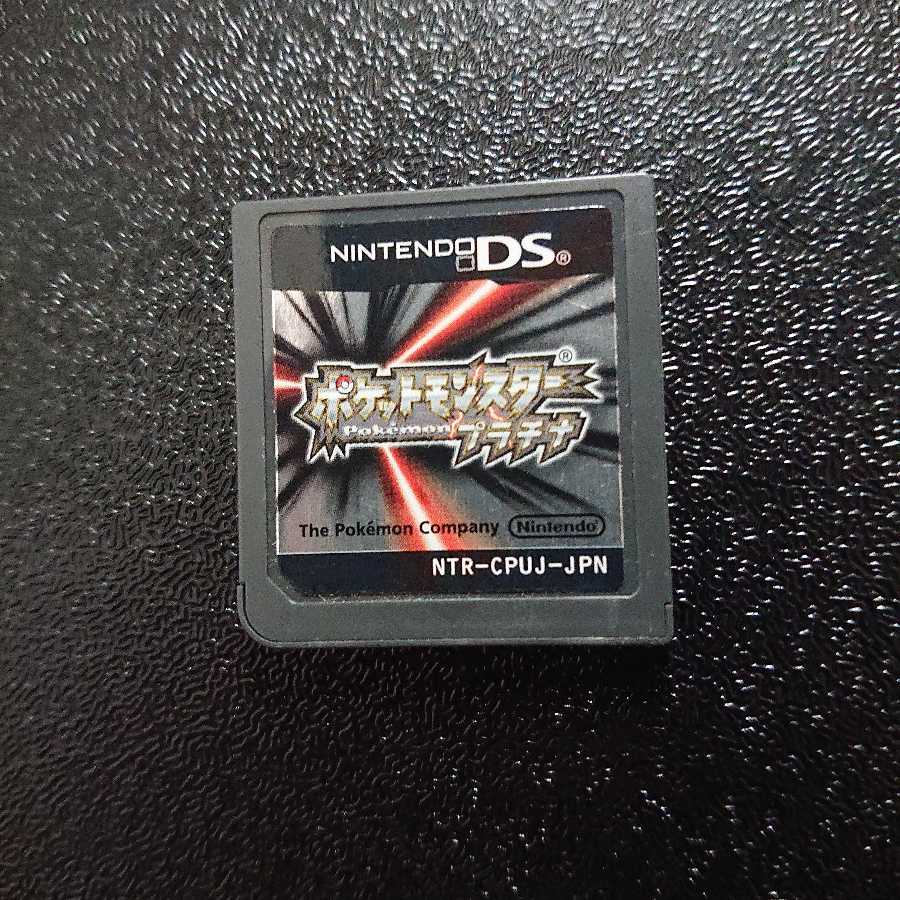 NINTENDO DS®
ポケットモンスター®
Pokémon プラチナ
The Pokémon Company Nintendo®
NTR-CPUJ-JPN